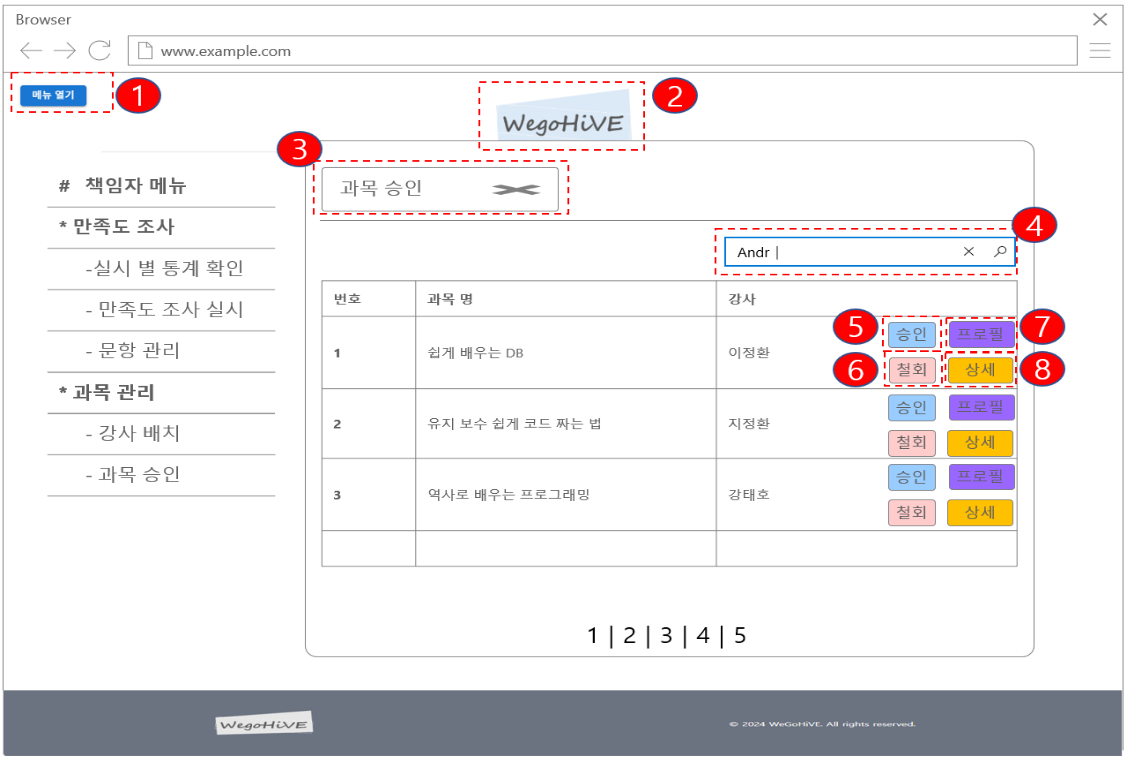 Browser
www.example.com
메뉴 열기
1
WegoHiVE
2
3
# 책임자 메뉴
* 만족도 조사
-실시 별 통계 확인
- 만족도 조사 실시
- 문항 관리
* 과목 관리
- 강사 배치
- 과목 승인
과목 승인
4
Andr |
번호 과목 명 강사
1 쉽게 배우는 DB 이정환
5 승인 프로필 7
6 철회 상세 8
2 유지 보수 쉽게 코드 짜는 법 지정환
승인 프로필
철회 상세
3 역사로 배우는 프로그래밍 강태호
승인 프로필
철회 상세
1 | 2 | 3 | 4 | 5
WegoHiVE
© 2024 WeGoHiVE. All rights reserved.